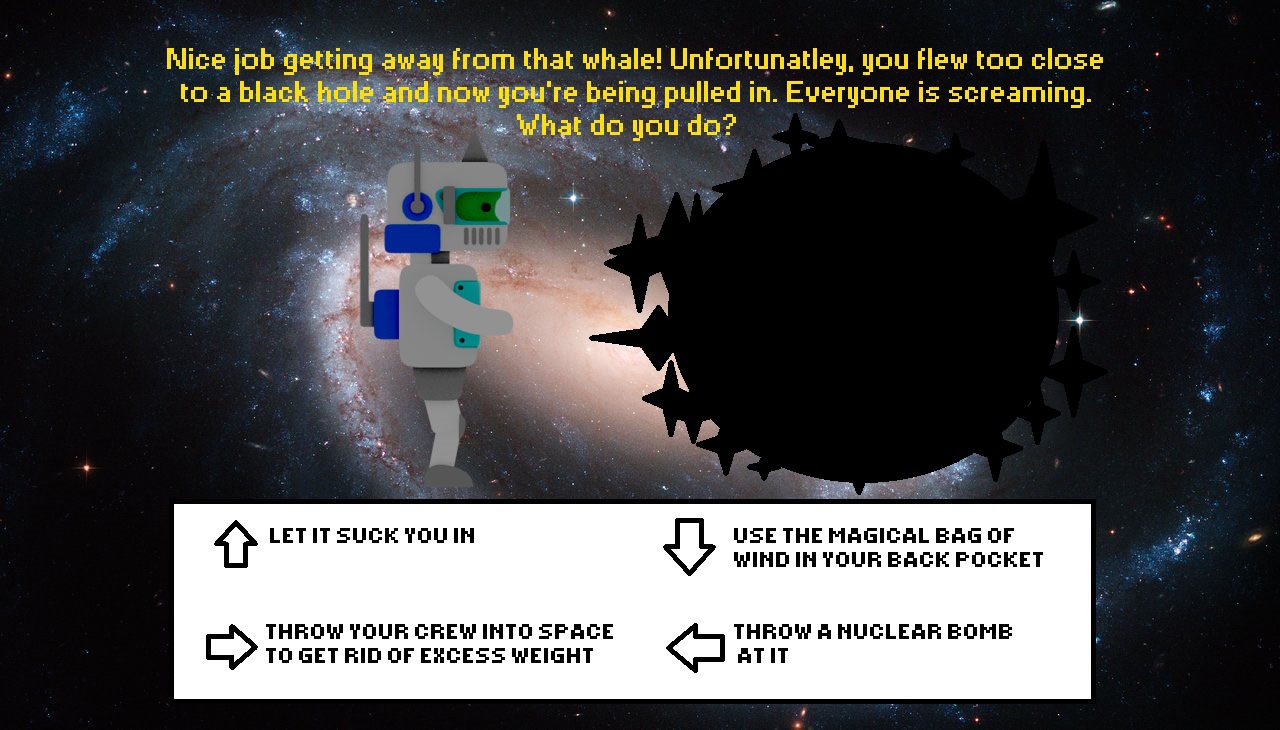 Nice job getting away from that whale! Unfortunatley, you flew too close
to a black hole and now you're being pulled in. Everyone is screaming.
What do you do?
LET IT SUCK YOU IN
USE THE MAGICAL BAG OF
WIND IN YOUR BACK POCKET
THROW YOUR CREW INTO SPACE
TO GET RID OF EXCESS WEIGHT
THROW A NUCLEAR BOMB
AT IT